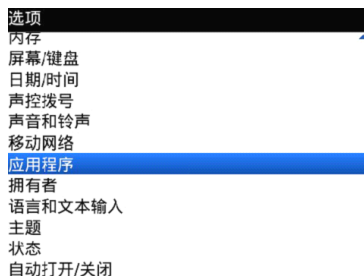 选项
内存
屏幕/键盘
日期/时间
声控拨号
声音和铃声
移动网络
应用程序
拥有者
语言和文本输入
主题
状态
自动打开/关闭